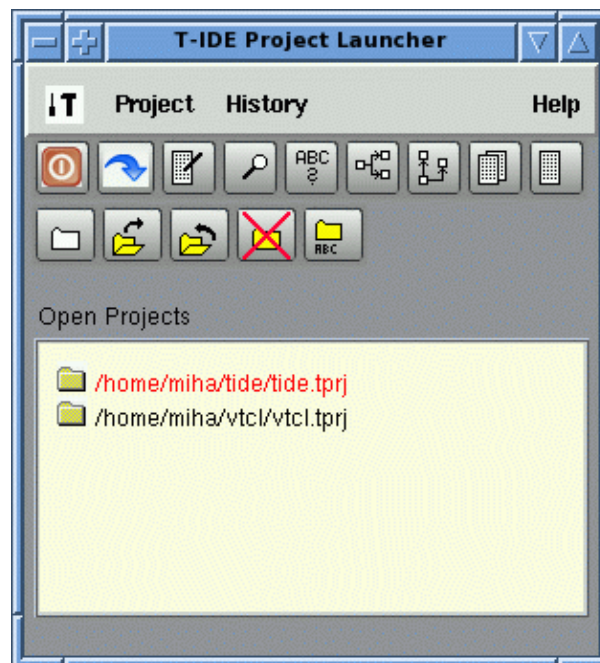 T-IDE Project Launcher
iT Project History Help
ABC
?
ABC
Open Projects
/home/miha/tide/tide.tprj
/home/miha/vtcl/vtcl.tprj